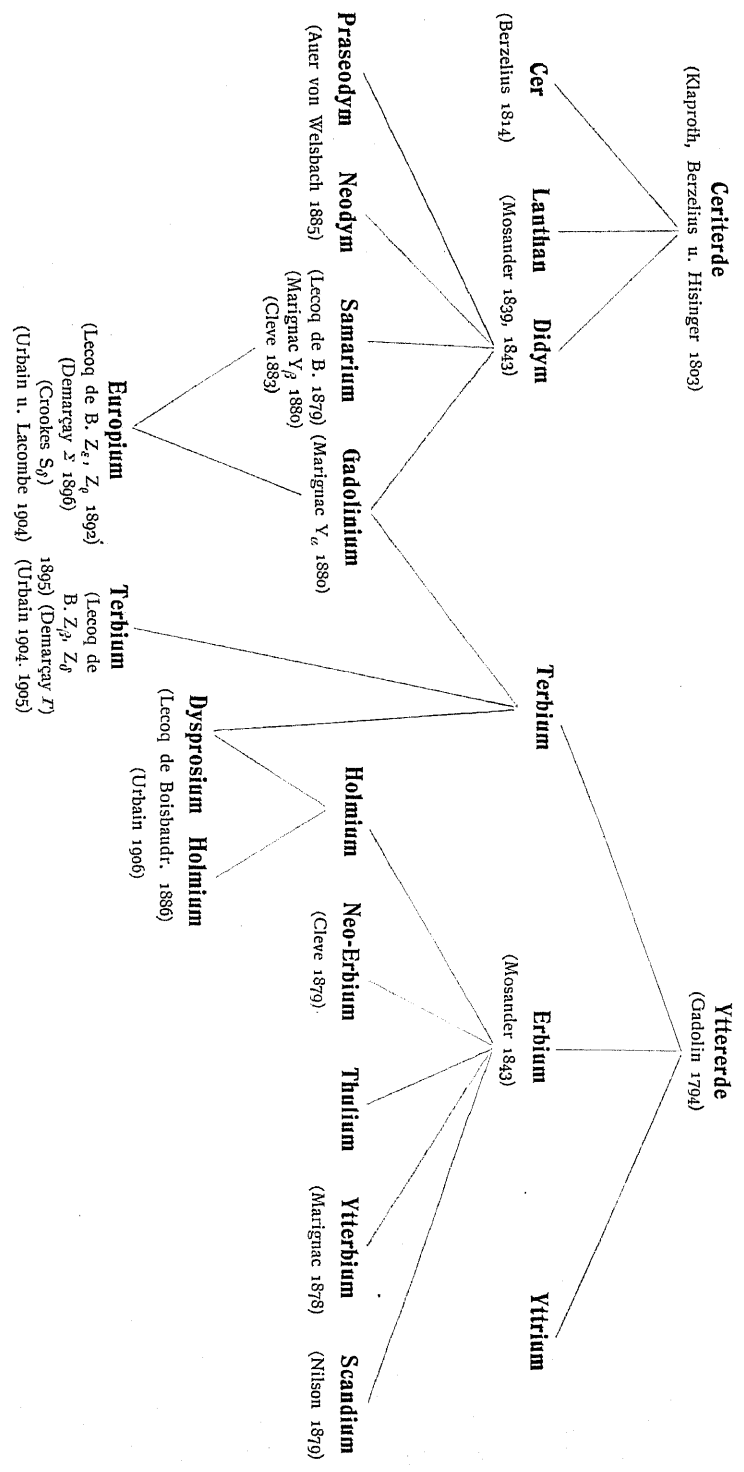 Ceriterde
(Klaproth, Berzelius u. Hisinger 1803)
Yttererde
(Gadolin 1794)
Cer
(Berzelius 1814)
Lanthan
Didym
(Mosander 1839, 1843)
Terbium
Erbium
(Mosander 1843)
Yttrium
Praseodym
Neodym
(Auer von Welsbach 1885)
Samarium
(Lecoq de B. 1879)
(Marignac Yβ 1880)
(Cleve 1883)
Gadolinium
(Marignac Yα 1880)
Holmium
Neo-Erbium
(Cleve 1879)
Thulium
Ytterbium
(Marignac 1878)
Scandium
(Nilson 1879)
Dysprosium
Holmium
(Lecoq de Boisbaudr. 1886)
(Urbain 1906)
Europium
(Lecoq de B. Zε, Zρ 1892)
(Demarçay Σ 1896)
(Crookes Sδ)
(Urbain u. Lacombe 1904)
Terbium
(Lecoq de
B. Zβ, Zδ
1895) (Demarçay Γ)
(Urbain 1904. 1905)